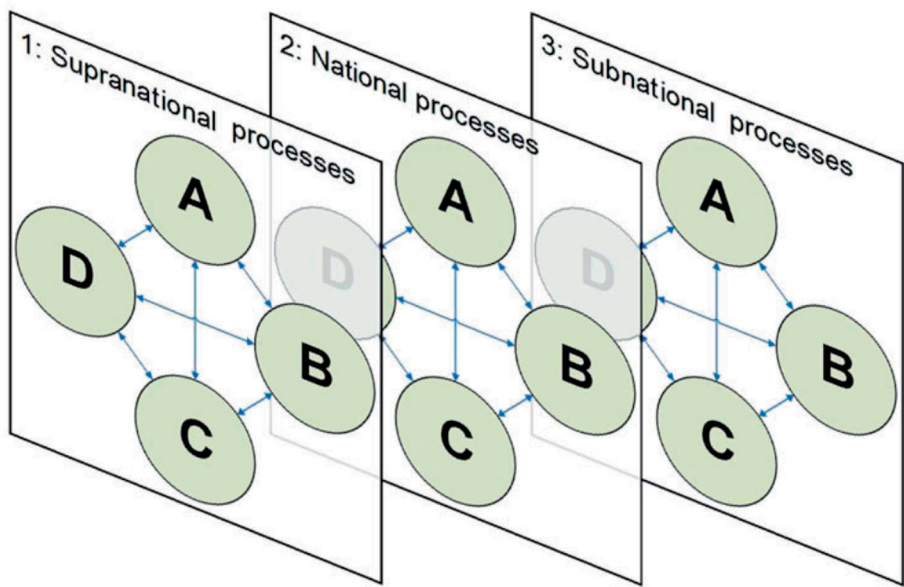 1: Supranational processes
A
D
B
C
2: National processes
A
D
B
C
3: Subnational processes
A
D
B
C